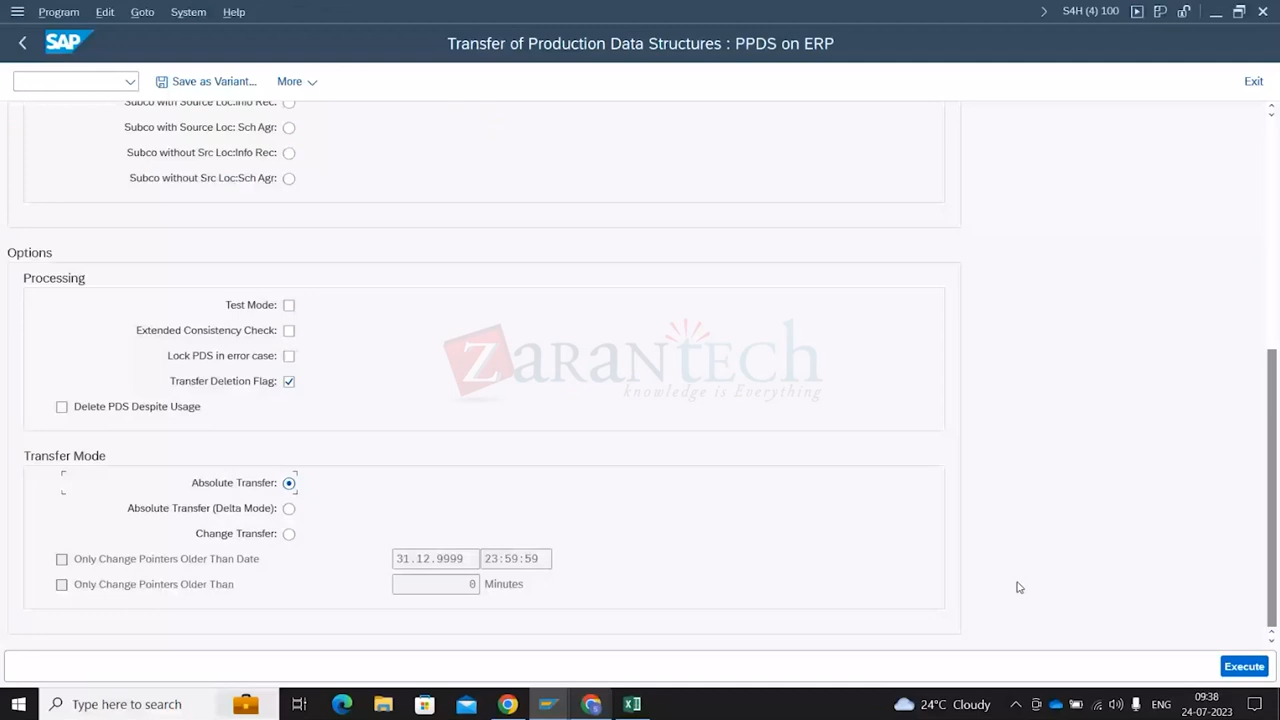 Program Edit Goto System Help S4H (4) 100
SAP Transfer of Production Data Structures : PPDS on ERP
Save as Variant... More Exit
Subco with Source Loc:Info Rec:
Subco with Source Loc: Sch Agr:
Subco without Src Loc:Info Rec:
Subco without Src Loc:Sch Agr:
Options
Processing
Test Mode:
Extended Consistency Check:
Lock PDS in error case:
Transfer Deletion Flag:
Delete PDS Despite Usage
ZARANTECH
knowledge is Everything
Transfer Mode
Absolute Transfer:
Absolute Transfer (Delta Mode):
Change Transfer:
Only Change Pointers Older Than Date 31.12.9999 23:59:59
Only Change Pointers Older Than 0 Minutes
Execute
Type here to search 24°C Cloudy ENG 09:38
24-07-2023